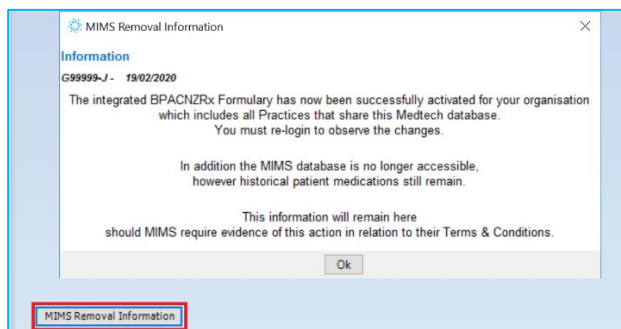 MIMS Removal Information
Information
G99999-J - 19/02/2020
The integrated BPACNZRx Formulary has now been successfully activated for your organisation
which includes all Practices that share this Medtech database.
You must re-login to observe the changes.
In addition the MIMS database is no longer accessible,
however historical patient medications still remain.
This information will remain here
should MIMS require evidence of this action in relation to their Terms & Conditions.
Ok
MIMS Removal Information